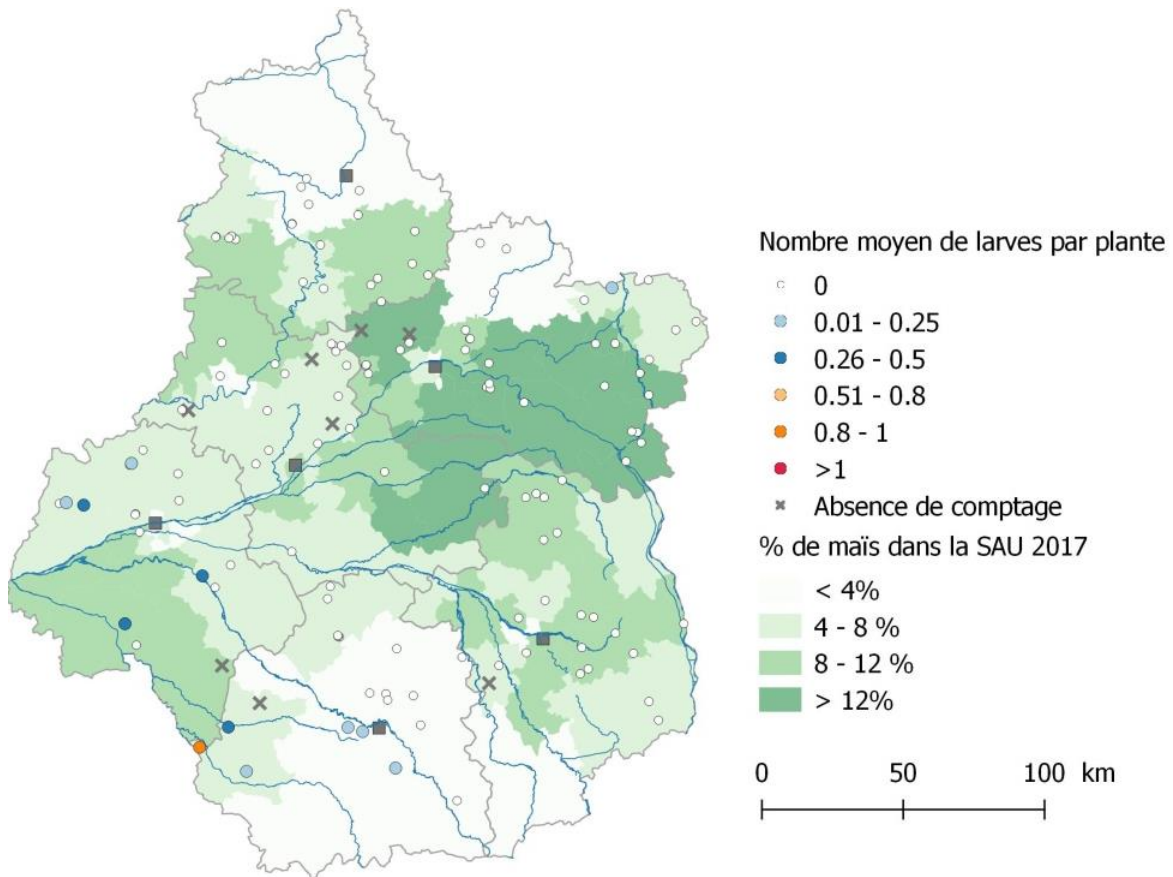 Nombre moyen de larves par plante
0
0.01 - 0.25
0.26 - 0.5
0.51 - 0.8
0.8 - 1
>1
Absence de comptage
% de maïs dans la SAU 2017
< 4%
4 - 8 %
8 - 12 %
> 12%
0 50 100 km